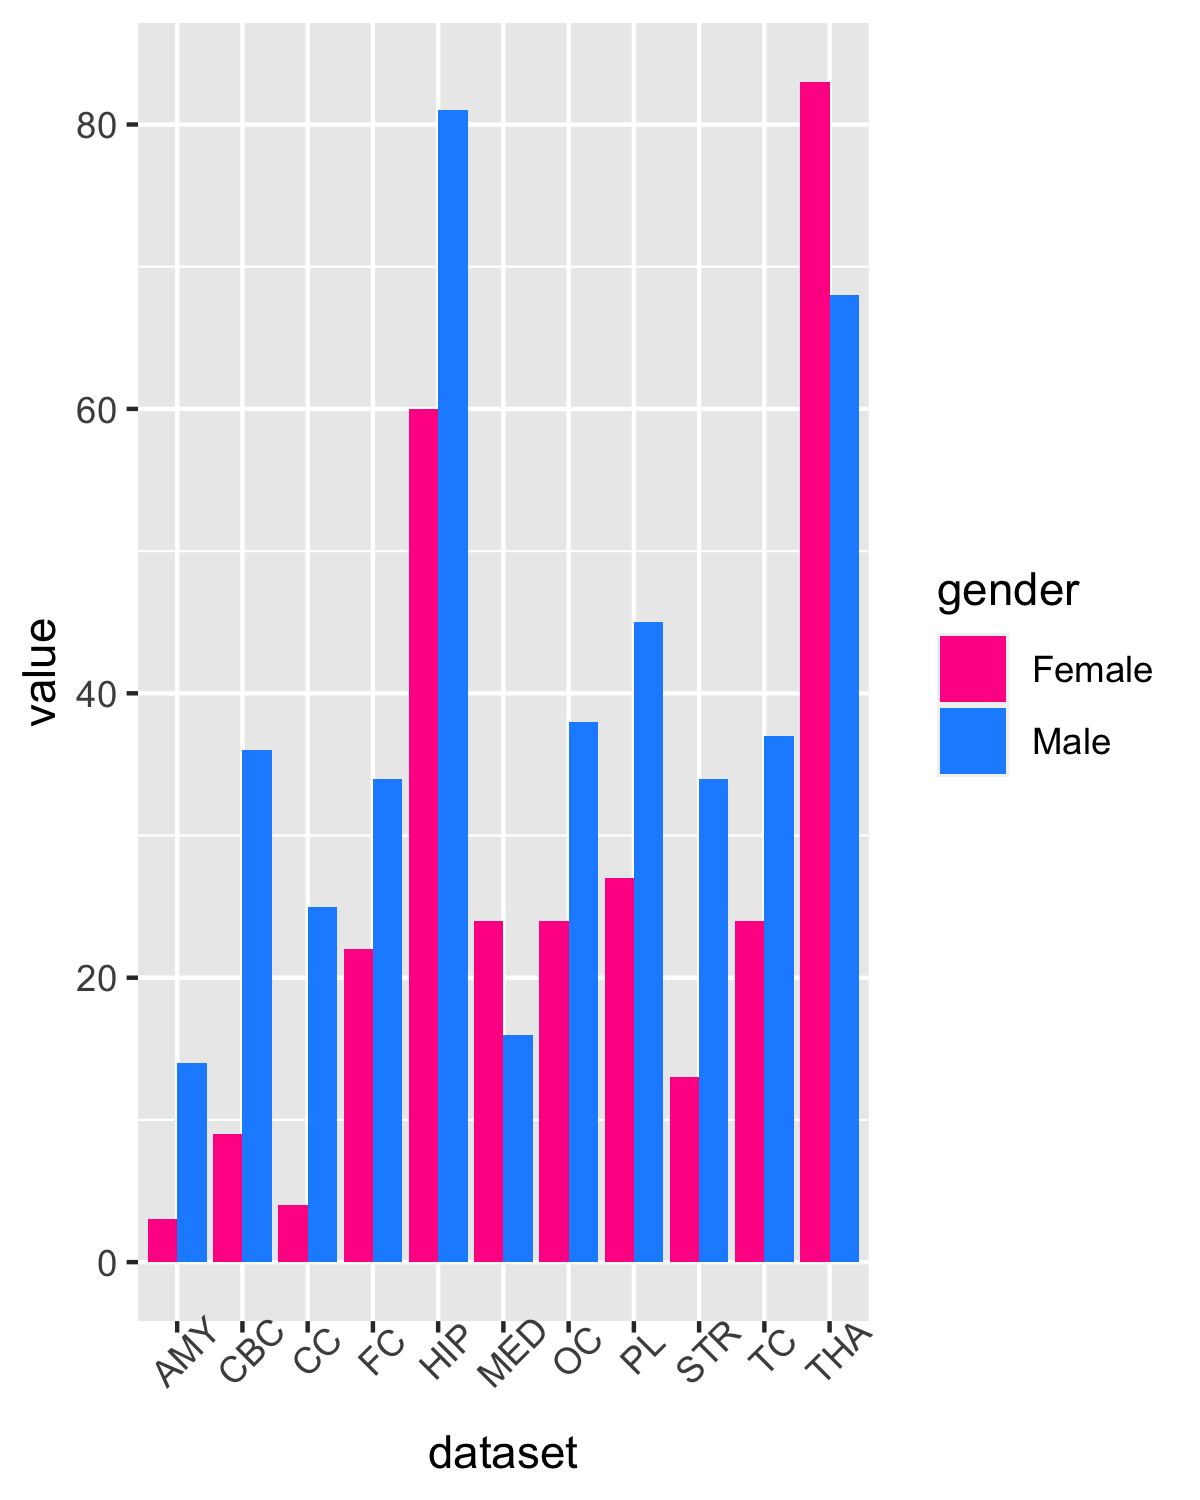 80
60
40
20
0
value
AMY CBC CC FC HIP MED OC PL STR TC THA
dataset
gender
Female
Male